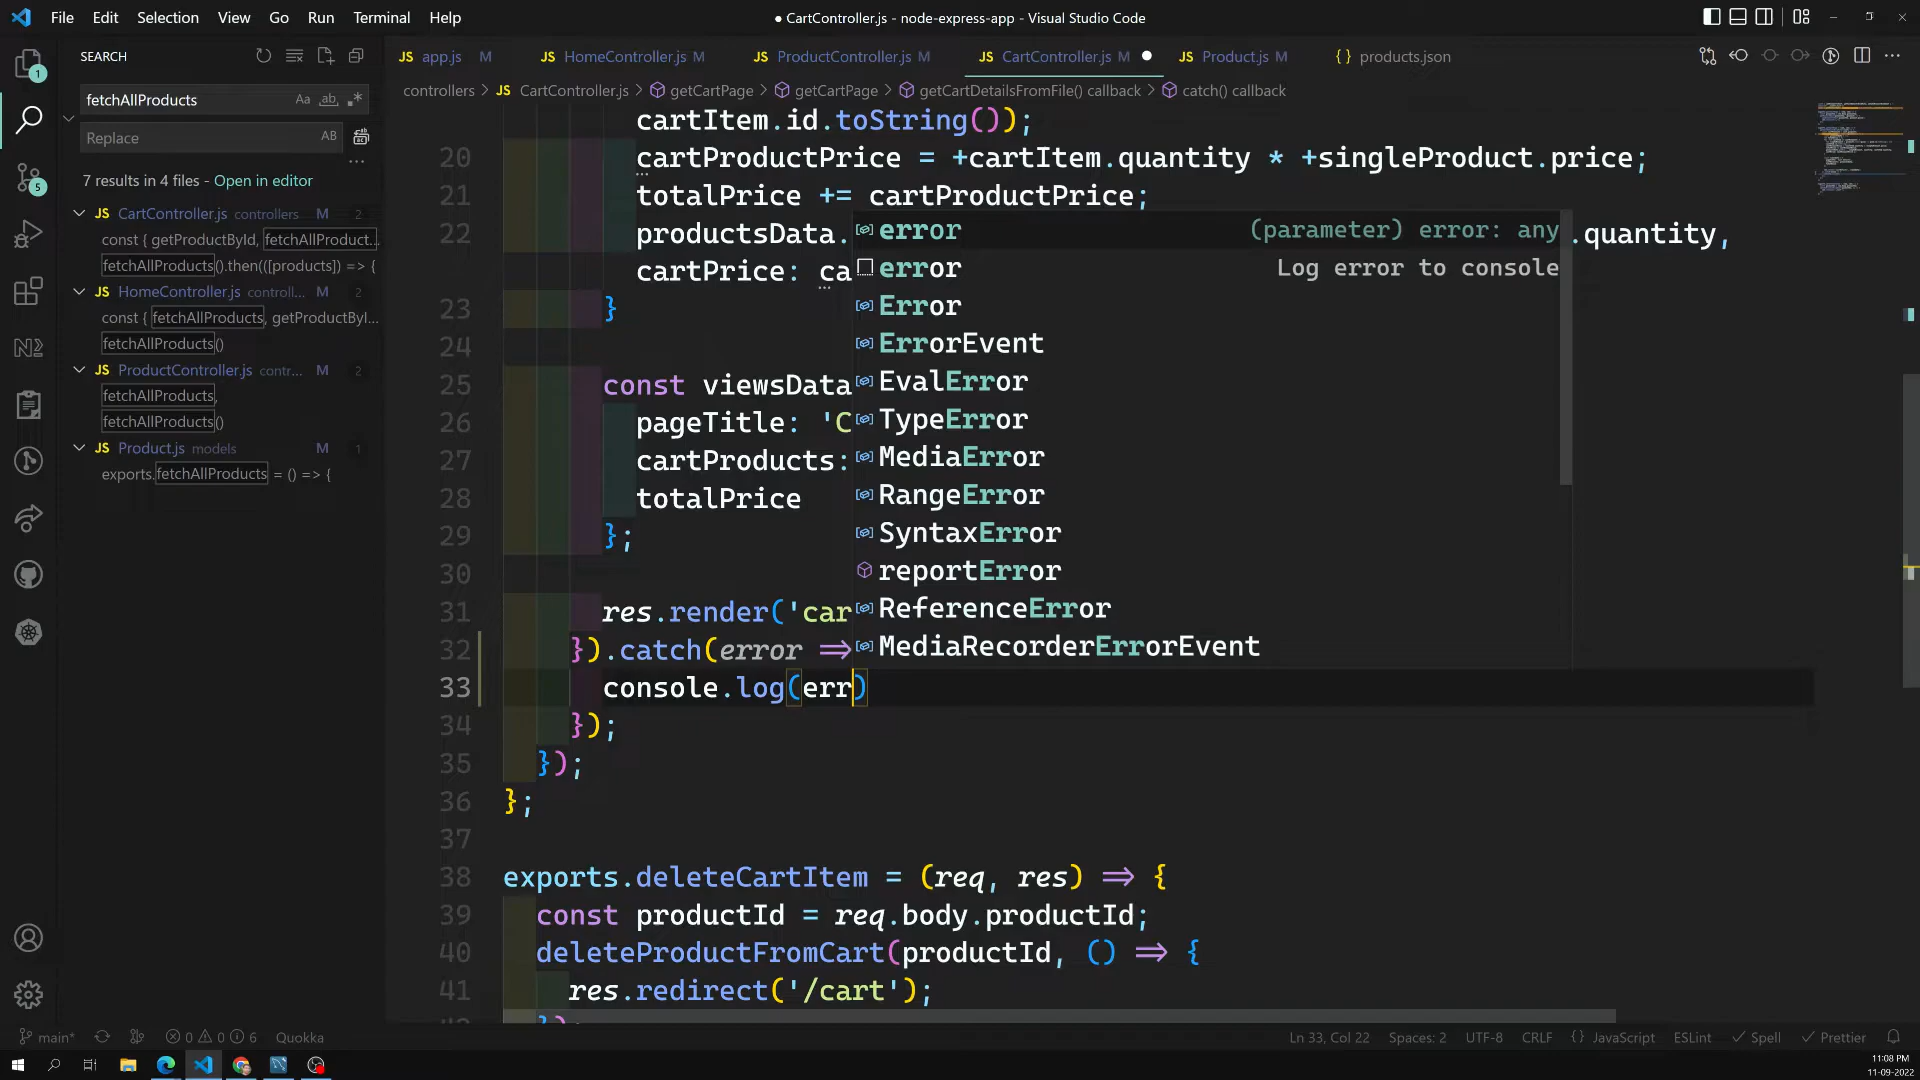 File Edit Selection View Go Run Terminal Help
● CartController.js - node-express-app - Visual Studio Code
SEARCH
fetchAllProducts Aa ab .*
Replace AB
...
7 results in 4 files - Open in editor
JS CartController.js controllers M 2
const { getProductById, fetchAllProduct...
fetchAllProducts().then(([products]) => {
JS HomeController.js controll... M 2
const { fetchAllProducts, getProductByI...
fetchAllProducts()
JS ProductController.js contr... M 2
fetchAllProducts,
fetchAllProducts()
JS Product.js models M 1
exports.fetchAllProducts = () => {
JS app.js M JS HomeController.js M JS ProductController.js M JS CartController.js M ● JS Product.js M {} products.json
controllers > JS CartController.js > getCartPage > getCartPage > getCartDetailsFromFile() callback > catch() callback
cartItem.id.toString());
20 cartProductPrice = +cartItem.quantity * +singleProduct.price;
21 totalPrice += cartProductPrice;
22 productsData. .quantity,
cartPrice: ca
23 }
24
25 const viewsData
26 pageTitle: 'C
27 cartProducts:
28 totalPrice
29 };
30
31 res.render('car
32 }).catch(error =>
33 console.log(err)
34 });
35 });
36 };
37
38 exports.deleteCartItem = (req, res) => {
39 const productId = req.body.productId;
40 deleteProductFromCart(productId, () => {
41 res.redirect('/cart');
error (parameter) error: any
error Log error to console
Error
ErrorEvent
EvalError
TypeError
MediaError
RangeError
SyntaxError
reportError
ReferenceError
MediaRecorderErrorEvent
1
5
main* 0 0 6 Quokka
Ln 33, Col 22 Spaces: 2 UTF-8 CRLF {} JavaScript ESLint Spell Prettier
11:08 PM
11-09-2022